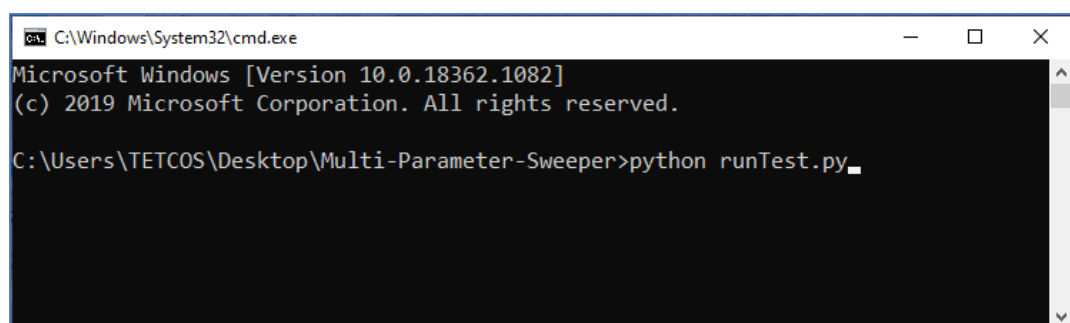 C:\Windows\System32\cmd.exe
Microsoft Windows [Version 10.0.18362.1082]
(c) 2019 Microsoft Corporation. All rights reserved.
C:\Users\TETCOS\Desktop\Multi-Parameter-Sweeper>python runTest.py